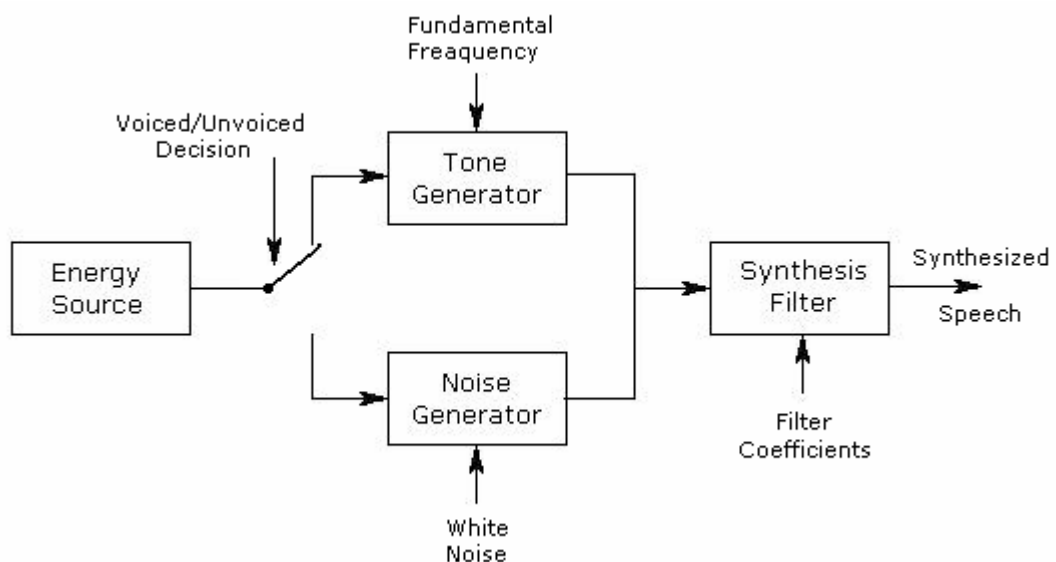 Fundamental
Freaquency
Voiced/Unvoiced
Decision
Tone
Generator
Energy
Source
Synthesis
Filter
Synthesized
Speech
Noise
Generator
Filter
Coefficients
White
Noise